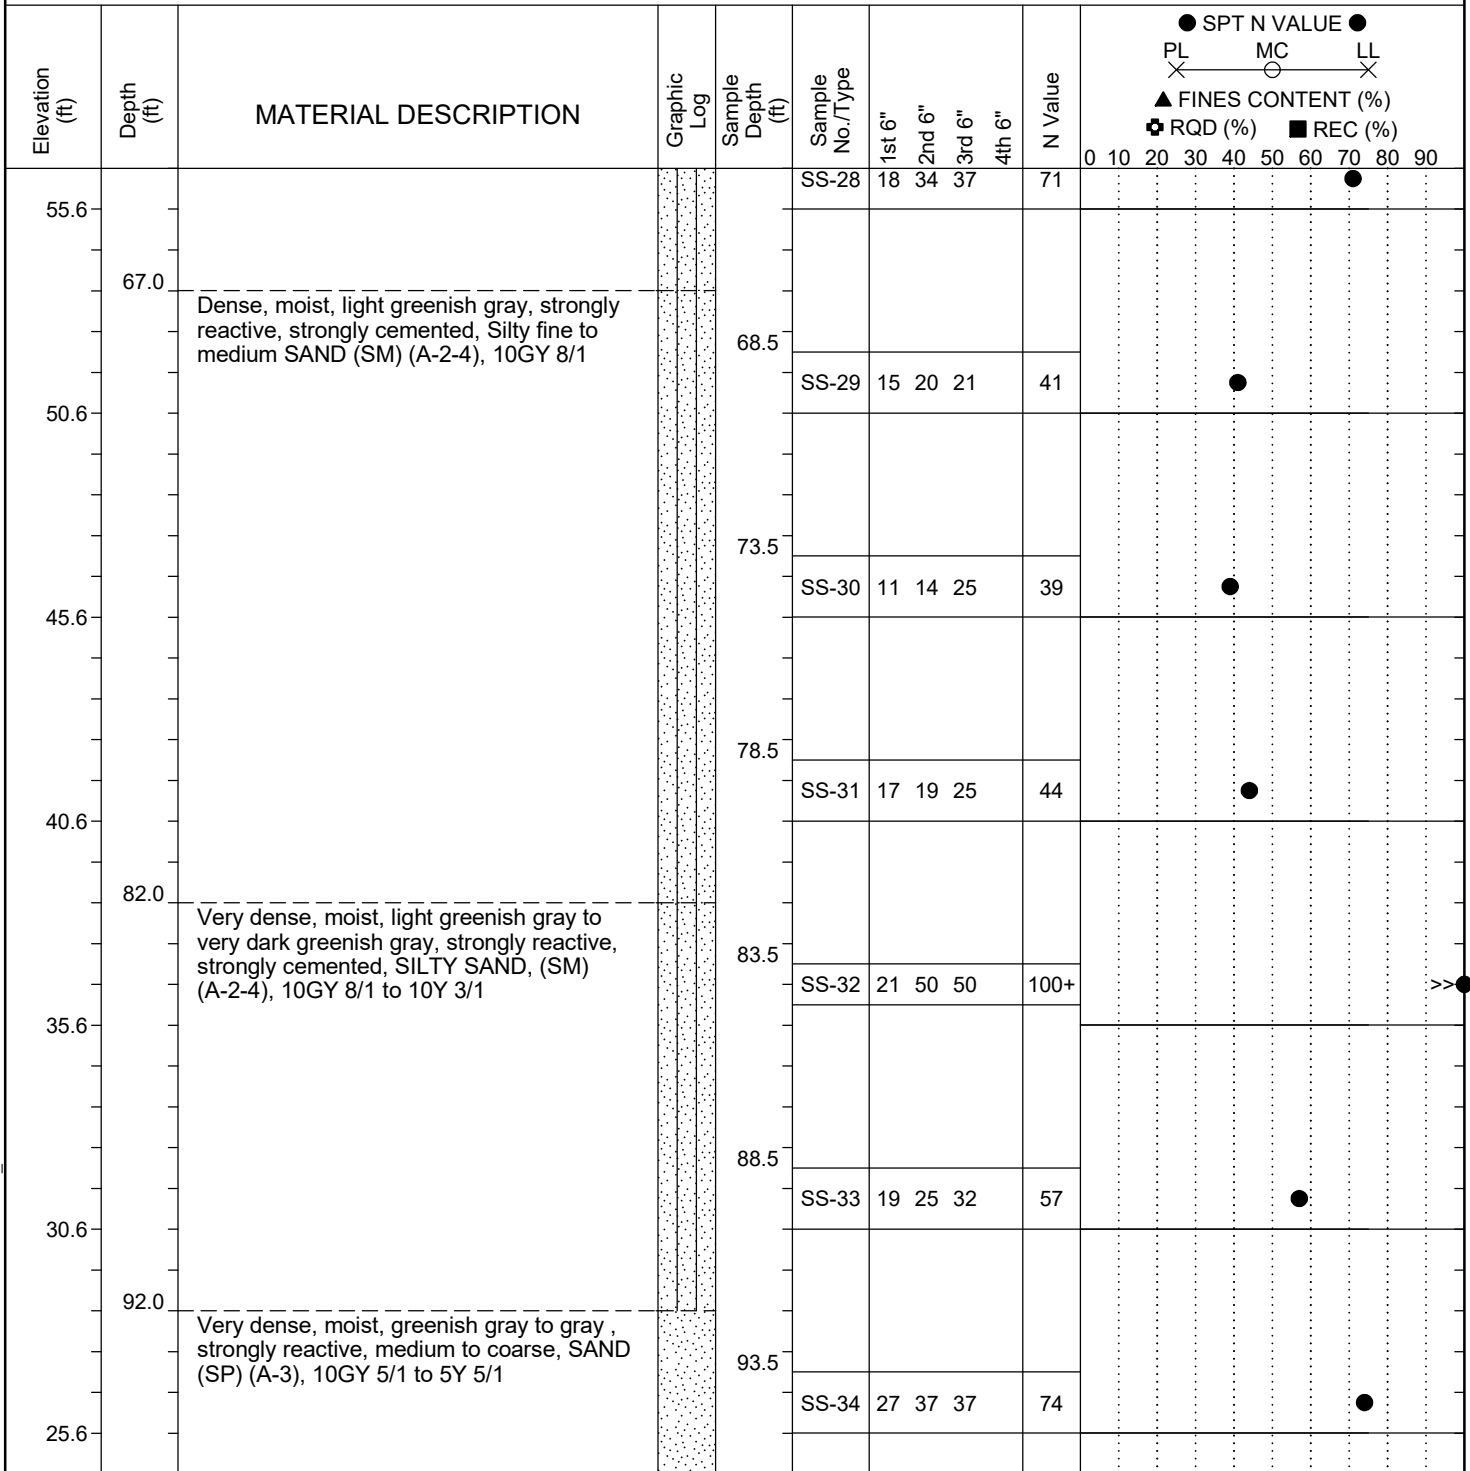 ● SPT N VALUE ●
PL MC LL
▲ FINES CONTENT (%)
RQD (%) ■ REC (%)
0 10 20 30 40 50 60 70 80 90
Elevation (ft)
Depth (ft)
MATERIAL DESCRIPTION
Graphic Log
Sample Depth (ft)
Sample No./Type
1st 6"
2nd 6"
3rd 6"
4th 6"
N Value
SS-28 18 34 37 71
55.6
67.0
Dense, moist, light greenish gray, strongly
reactive, strongly cemented, Silty fine to
medium SAND (SM) (A-2-4), 10GY 8/1
68.5
SS-29 15 20 21 41
50.6
73.5
SS-30 11 14 25 39
45.6
78.5
SS-31 17 19 25 44
40.6
82.0
Very dense, moist, light greenish gray to
very dark greenish gray, strongly reactive,
strongly cemented, SILTY SAND, (SM)
(A-2-4), 10GY 8/1 to 10Y 3/1
83.5
SS-32 21 50 50 100+ >>
35.6
88.5
SS-33 19 25 32 57
30.6
92.0
Very dense, moist, greenish gray to gray ,
strongly reactive, medium to coarse, SAND
(SP) (A-3), 10GY 5/1 to 5Y 5/1
93.5
SS-34 27 37 37 74
25.6